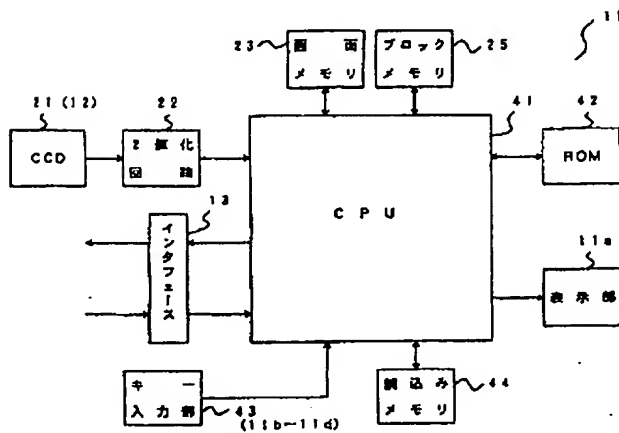 11
23
画面
メモリ
ブロック
メモリ
25
21(12)
CCD
22
2値化
回路
41
42
ROM
CPU
13
インタフェース
11a
表示部
キー
入力部
43
(11b~11d)
読込み
メモリ
44